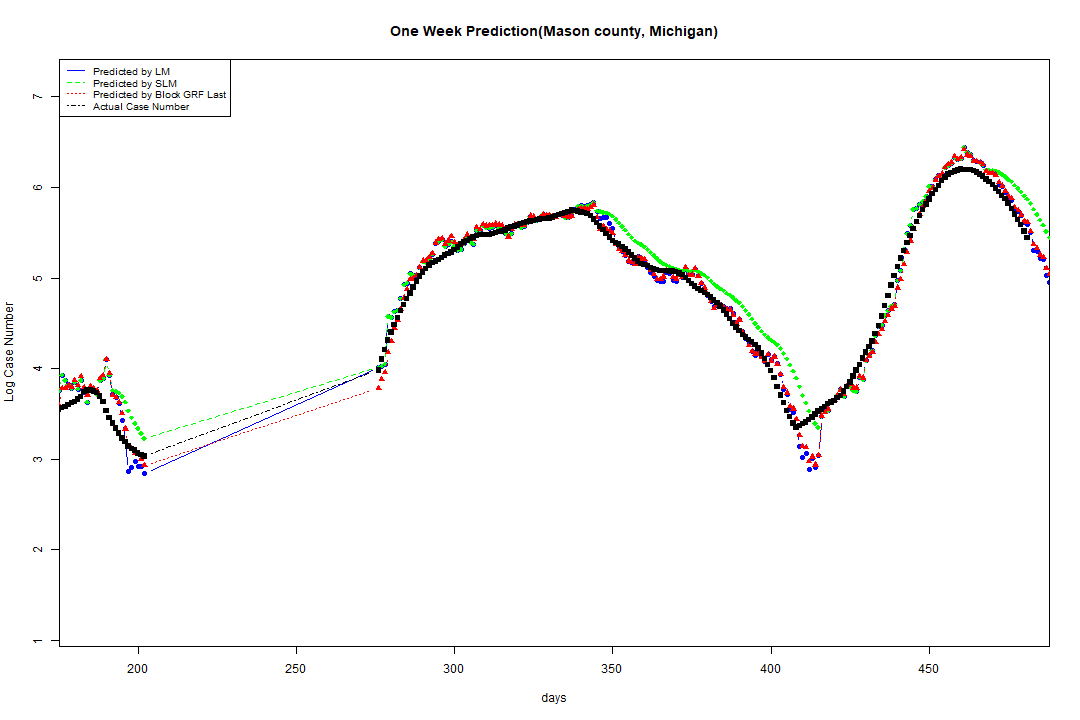 One Week Prediction(Mason county, Michigan)
Predicted by LM
Predicted by SLM
Predicted by Block GRF Last
Actual Case Number
Log Case Number
7
6
5
4
3
2
1
200 250 300 350 400 450
days